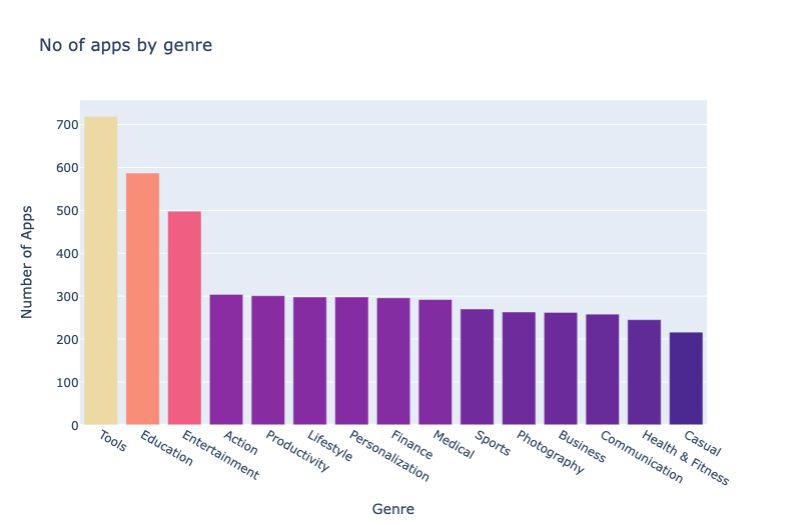 No of apps by genre
Number of Apps
700
600
500
400
300
200
100
0
Tools
Education
Entertainment
Action
Productivity
Lifestyle
Personalization
Finance
Medical
Sports
Photography
Business
Communication
Health & Fitness
Casual
Genre